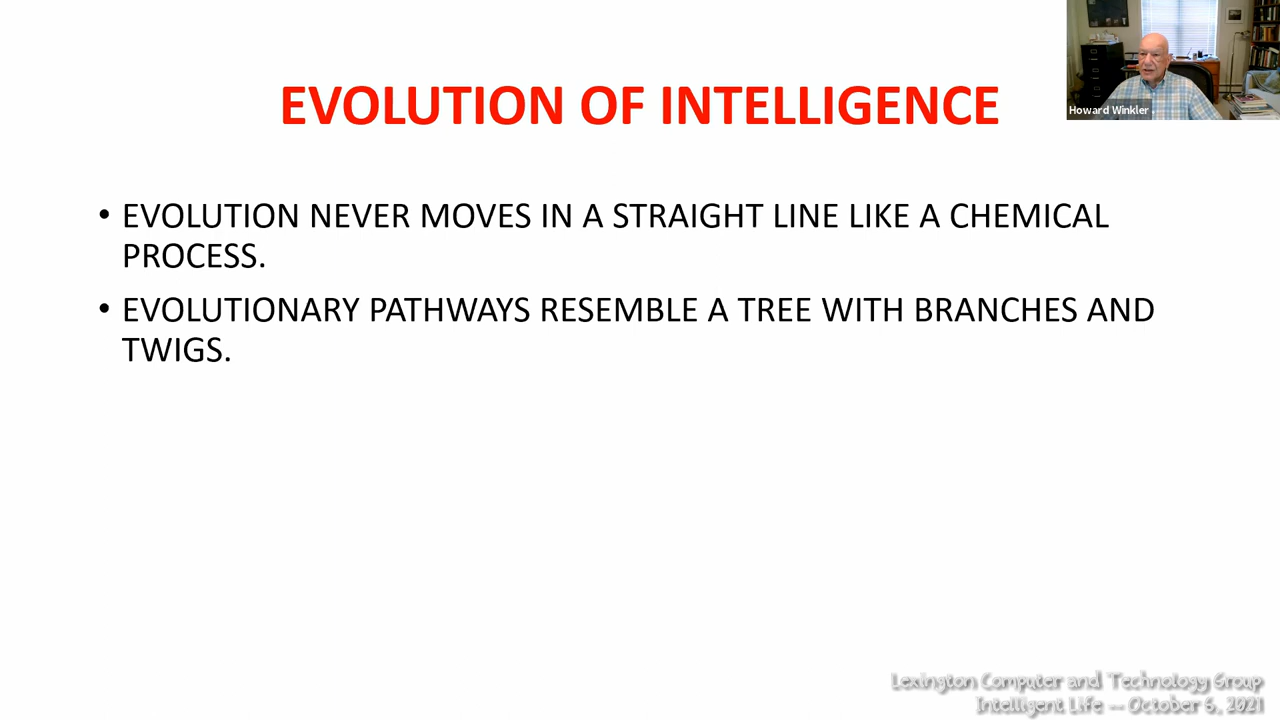 EVOLUTION OF INTELLIGENCE
Howard Winkler
• EVOLUTION NEVER MOVES IN A STRAIGHT LINE LIKE A CHEMICAL
PROCESS.
• EVOLUTIONARY PATHWAYS RESEMBLE A TREE WITH BRANCHES AND
TWIGS.
Lexington Computer and Technology Group
Intelligent Life -- October 6, 2021